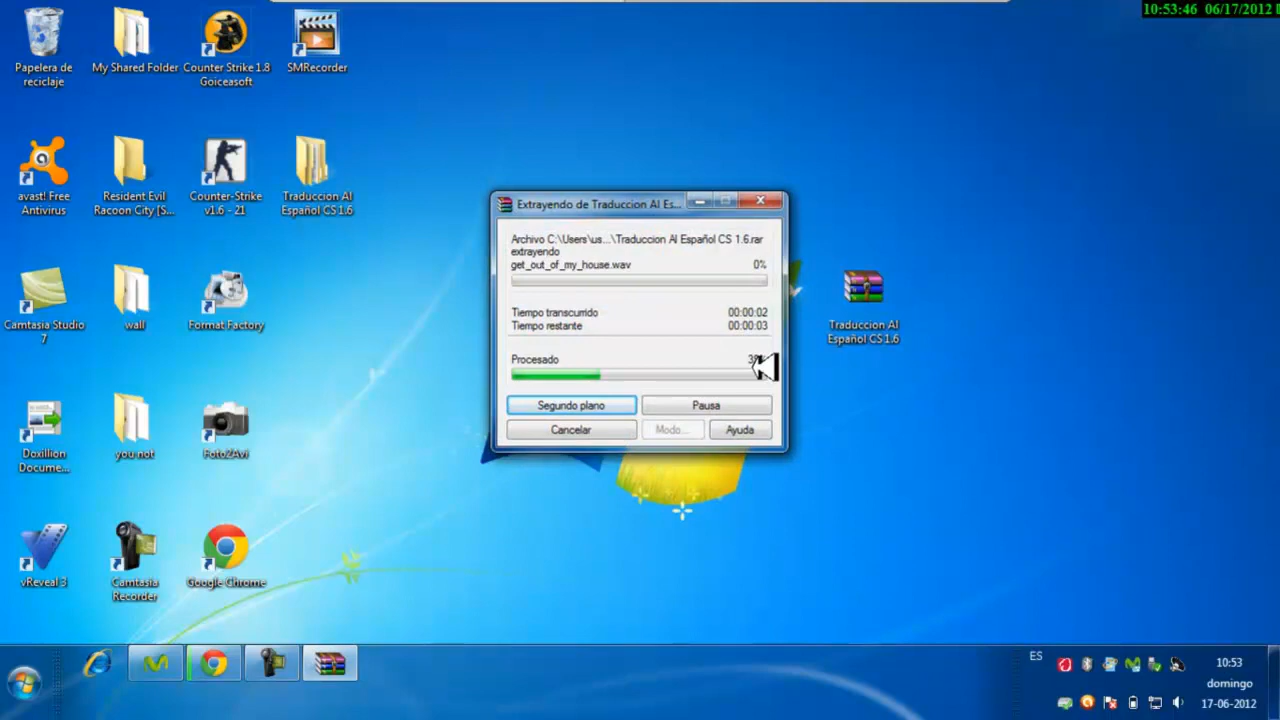 10:53:46 06/17/2012
Papelera de
reciclaje
My Shared Folder
Counter Strike 1.8
Goiceasoft
SMRecorder
avast! Free
Antivirus
Resident Evil
Racoon City [S...
Counter-Strike
v1.6 - 21
Traduccion Al
Español CS 1.6
Camtasia Studio
7
wall
Format Factory
Doxillion
Docume...
you not
Foto2Avi
vReveal 3
Camtasia
Recorder
Google Chrome
Extrayendo de Traduccion Al Es...
Archivo C:\Users\us...\Traduccion Al Español CS 1.6.rar
extrayendo
get_out_of_my_house.wav 0%
Tiempo transcurrido 00:00:02
Tiempo restante 00:00:03
Procesado
Segundo plano
Pausa
Cancelar
Modo...
Ayuda
Traduccion Al
Español CS 1.6
ES
10:53
domingo
17-06-2012